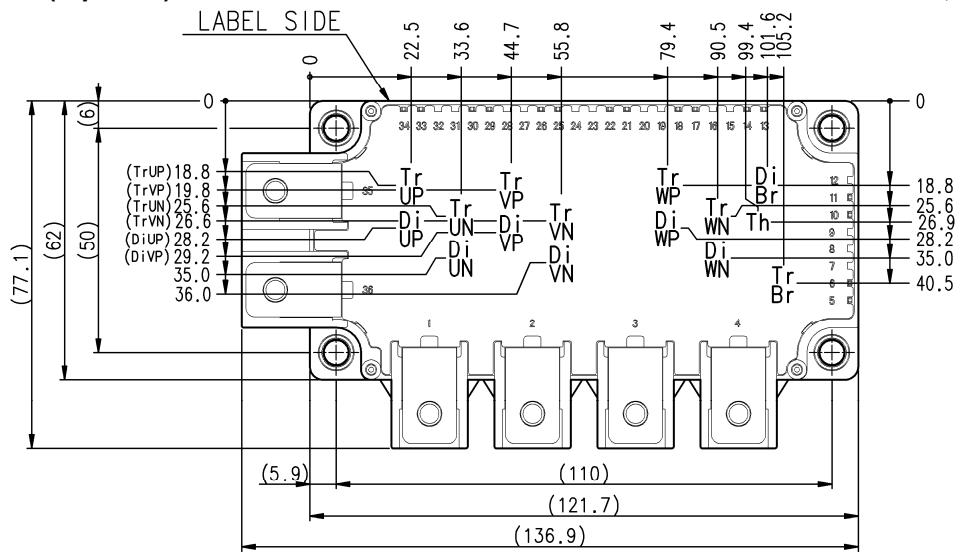 LABEL SIDE
0
22.5
33.6
44.7
55.8
79.4
90.5
99.4
101.6
105.2
0
0
(6)
34 33 32 31 30 29 28 27 26 25 24 23 22 21 20 19 18 17 16 15 14 13
(TrUP) 18.8
(TrVP) 19.8
(TrUN) 25.6
(TrVN) 26.6
(DiUP) 28.2
(DiVP) 29.2
35.0
36.0
(77.1)
(62)
(50)
35
36
Tr
UP
Tr
VP
Tr
WP
Di
Br
Di
UP
Tr
UN
Di
VP
Tr
VN
Di
WP
Tr
WN
Th
Di
UN
Di
VN
Di
WN
Tr
Br
12
11
10
9
8
7
6
5
18.8
25.6
26.9
28.2
35.0
40.5
1 2 3 4
(5.9)
(110)
(121.7)
(136.9)